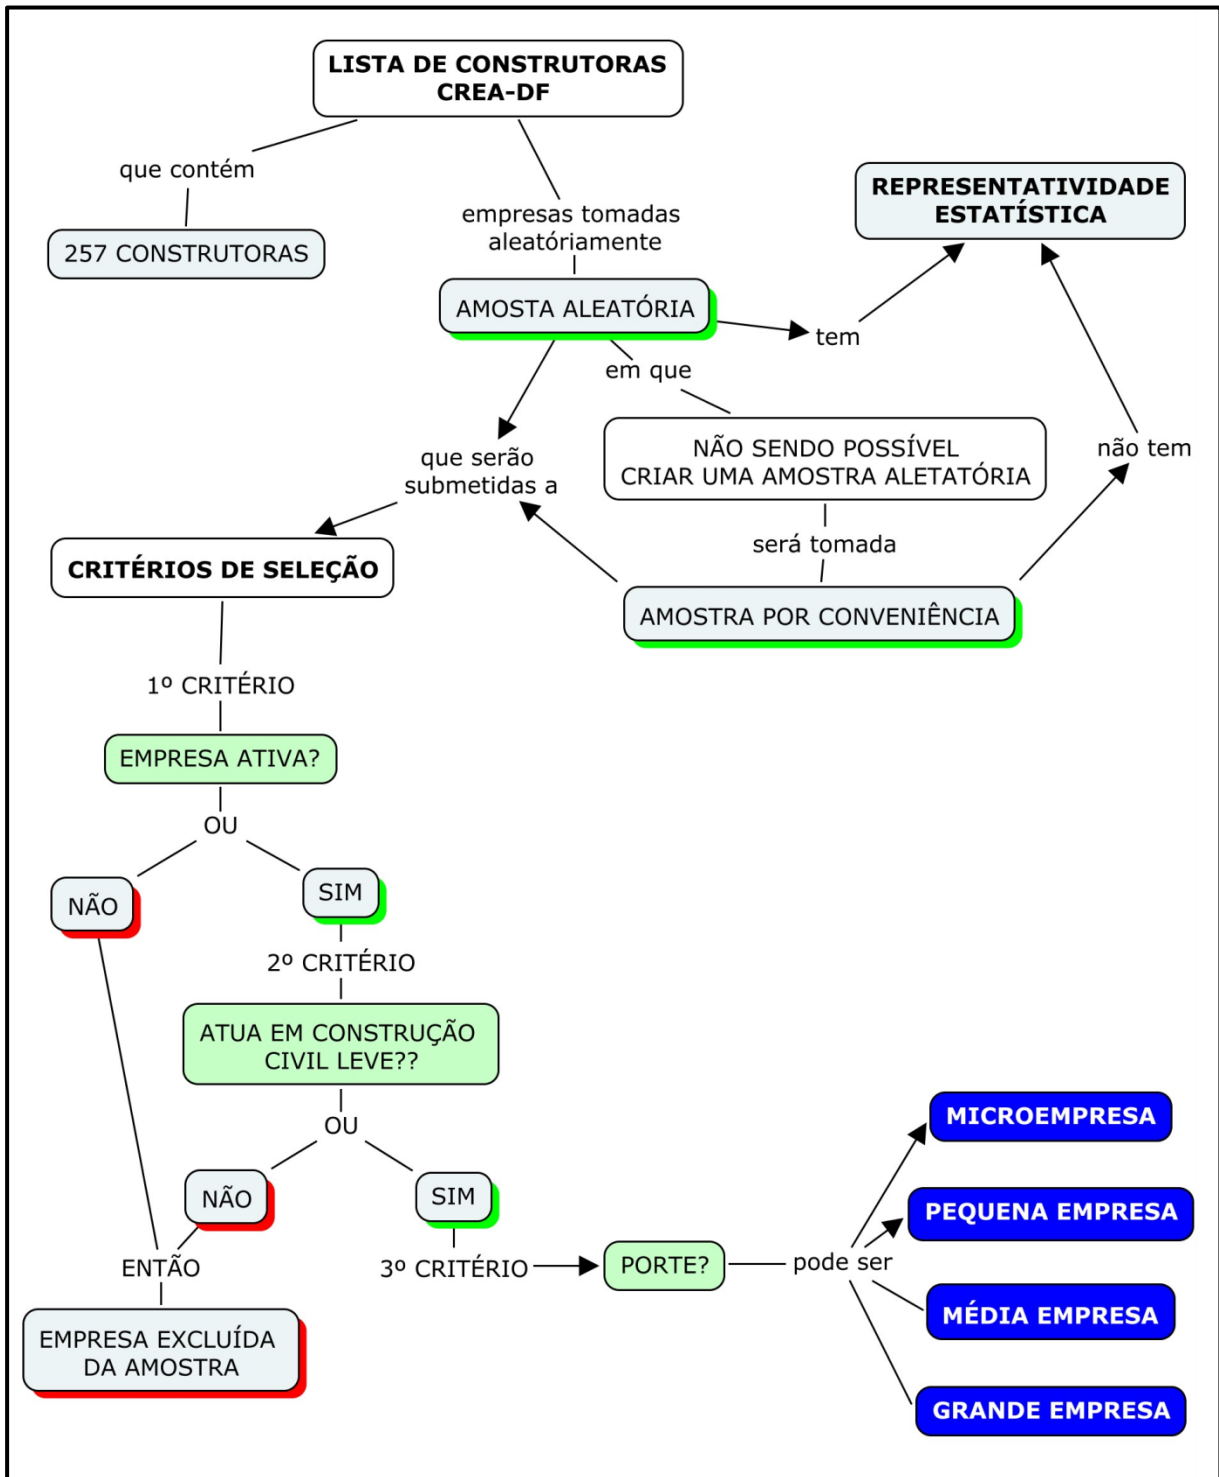 LISTA DE CONSTRUTORAS
CREA-DF
que contém
257 CONSTRUTORAS
empresas tomadas
aleatóriamente
REPRESENTATIVIDADE
ESTATÍSTICA
AMOSTA ALEATÓRIA
tem
em que
NÃO SENDO POSSÍVEL
CRIAR UMA AMOSTRA ALETATÓRIA
não tem
que serão
submetidas a
será tomada
CRITÉRIOS DE SELEÇÃO
AMOSTRA POR CONVENIÊNCIA
1º CRITÉRIO
EMPRESA ATIVA?
OU
NÃO
SIM
2º CRITÉRIO
ATUA EM CONSTRUÇÃO
CIVIL LEVE??
OU
NÃO
SIM
ENTÃO
3º CRITÉRIO
PORTE?
pode ser
MICROEMPRESA
PEQUENA EMPRESA
MÉDIA EMPRESA
GRANDE EMPRESA
EMPRESA EXCLUÍDA
DA AMOSTRA